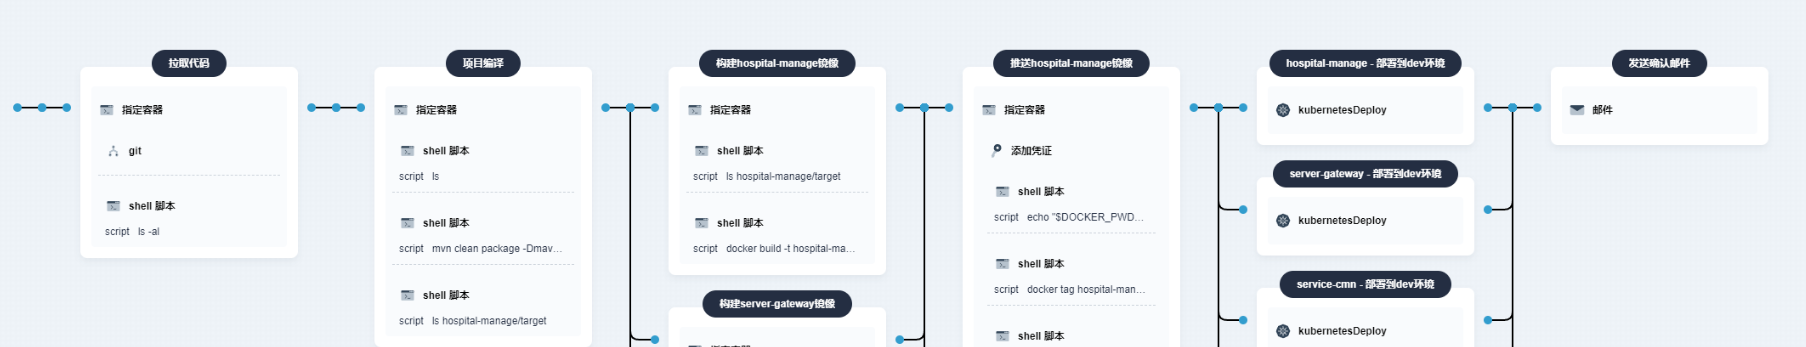 拉取代码
指定容器
git
shell 脚本
script ls -al
项目编译
指定容器
shell 脚本
script ls
shell 脚本
script mvn clean package -Dmav…
shell 脚本
script ls hospital-manage/target
构建hospital-manage镜像
指定容器
shell 脚本
script ls hospital-manage/target
shell 脚本
script docker build -t hospital-ma…
构建server-gateway镜像
推送hospital-manage镜像
指定容器
添加凭证
shell 脚本
script echo "$DOCKER_PWD…
shell 脚本
script docker tag hospital-man…
shell 脚本
hospital-manage - 部署到dev环境
kubernetesDeploy
server-gateway - 部署到dev环境
kubernetesDeploy
service-cmn - 部署到dev环境
kubernetesDeploy
发送确认邮件
邮件